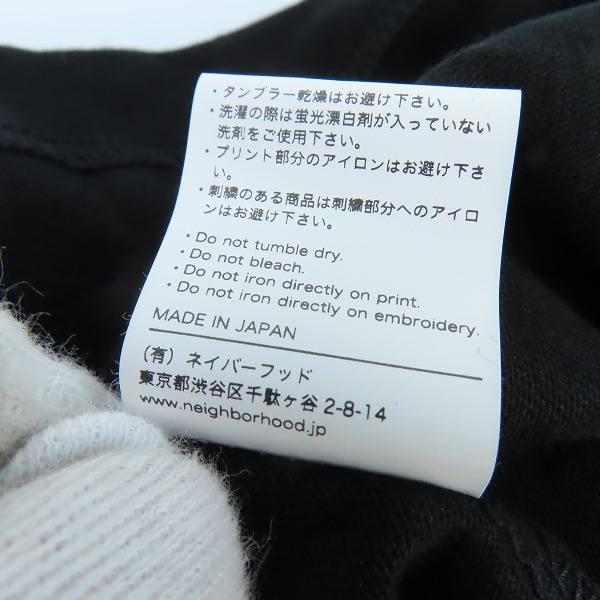 ・タンブラー乾燥はお避け下さい。
・洗濯の際は蛍光漂白剤が入っていない
洗剤をご使用下さい。
・プリント部分のアイロンはお避け下さ
い。
・刺繍のある商品は刺繍部分へのアイロ
ンはお避け下さい。
・Do not tumble dry.
・Do not bleach.
・Do not iron directly on print.
・Do not iron directly on embroidery.
MADE IN JAPAN
(有) ネイバーフッド
東京都渋谷区千駄ヶ谷 2-8-14
www.neighborhood.jp